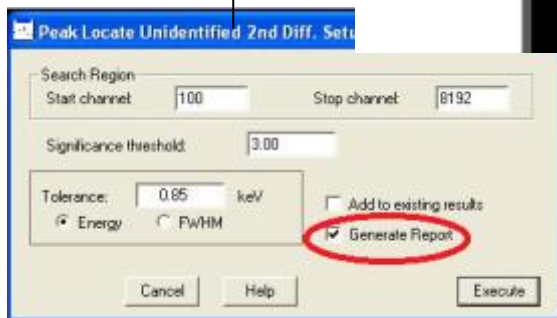 Peak Locate Unidentified 2nd Diff. Setu
Search Region
Start channel: 100 Stop channel: 8192
Significance threshold: 3.00
Tolerance: 0.85 keV
Energy FWHM
Add to existing results
Generate Report
Cancel Help Execute